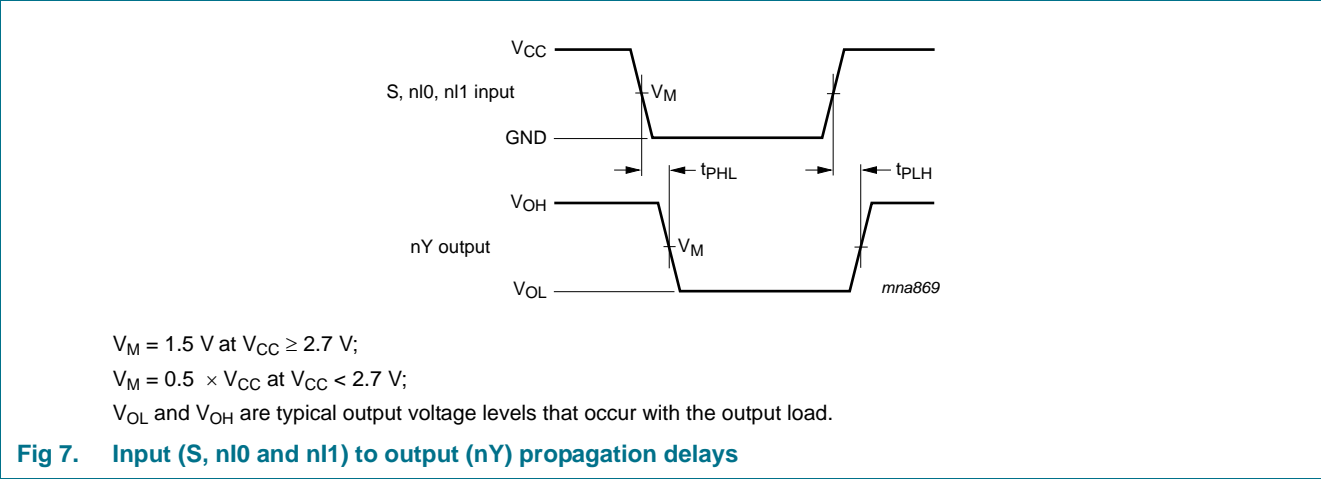 VCC
S, nI0, nI1 input
VM
GND
tPHL
tPLH
VOH
nY output
VM
VOL
mna869
VM = 1.5 V at VCC ≥ 2.7 V;
VM = 0.5 × VCC at VCC < 2.7 V;
VOL and VOH are typical output voltage levels that occur with the output load.
Fig 7. Input (S, nI0 and nI1) to output (nY) propagation delays